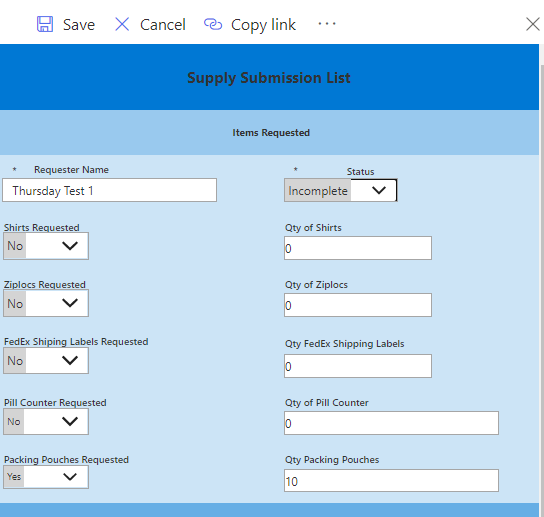 Save Cancel Copy link ...
Supply Submission List
Items Requested
* Requester Name * Status
Thursday Test 1 Incomplete
Shirts Requested Qty of Shirts
No 0
Ziplocs Requested Qty of Ziplocs
No 0
FedEx Shiping Labels Requested Qty FedEx Shipping Labels
No 0
Pill Counter Requested Qty of Pill Counter
No 0
Packing Pouches Requested Qty Packing Pouches
Yes 10